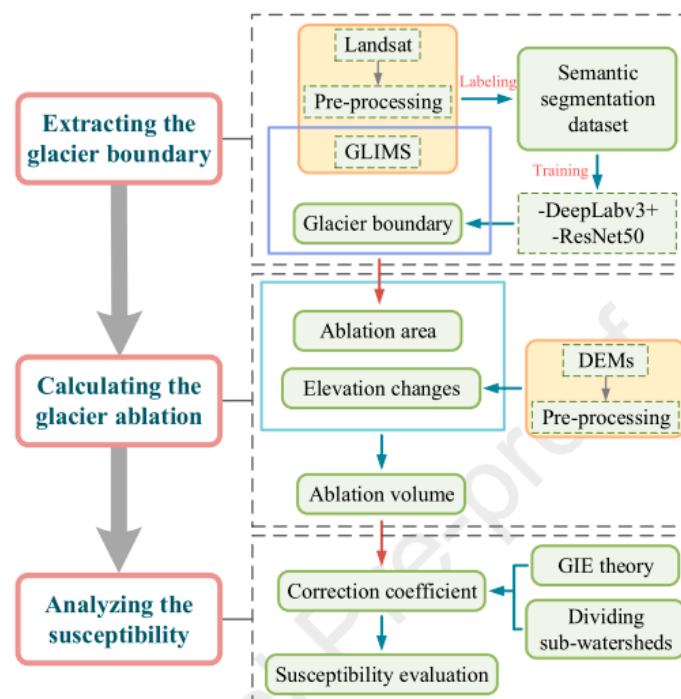 Extracting the
glacier boundary
Landsat
Pre-processing
GLIMS
Labeling
Semantic
segmentation
dataset
Training
-DeepLabv3+
-ResNet50
Glacier boundary
Calculating the
glacier ablation
Ablation area
Elevation changes
DEMs
Pre-processing
Ablation volume
Analyzing the
susceptibility
Correction coefficient
GIE theory
Dividing
sub-watersheds
Susceptibility evaluation